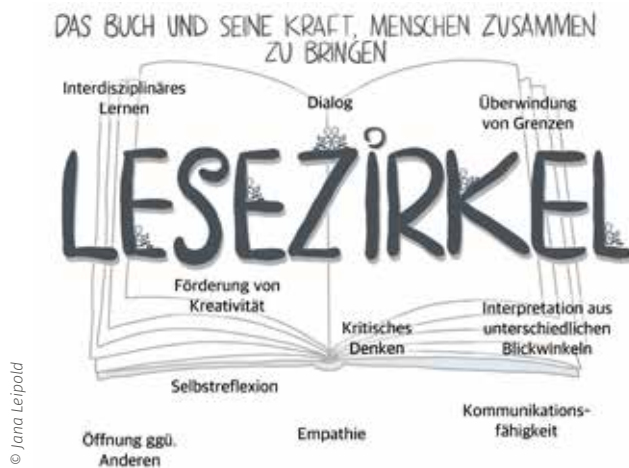 DAS BUCH UND SEINE KRAFT, MENSCHEN ZUSAMMEN
ZU BRINGEN
Interdisziplinäres
Lernen
Dialog
Überwindung
von Grenzen
LESEZIRKEL
Förderung von
Kreativität
Kritisches
Denken
Interpretation aus
unterschiedlichen
Blickwinkeln
Selbstreflexion
Kommunikations-
fähigkeit
Empathie
Öffnung ggü.
Anderen
© Jana Leipold